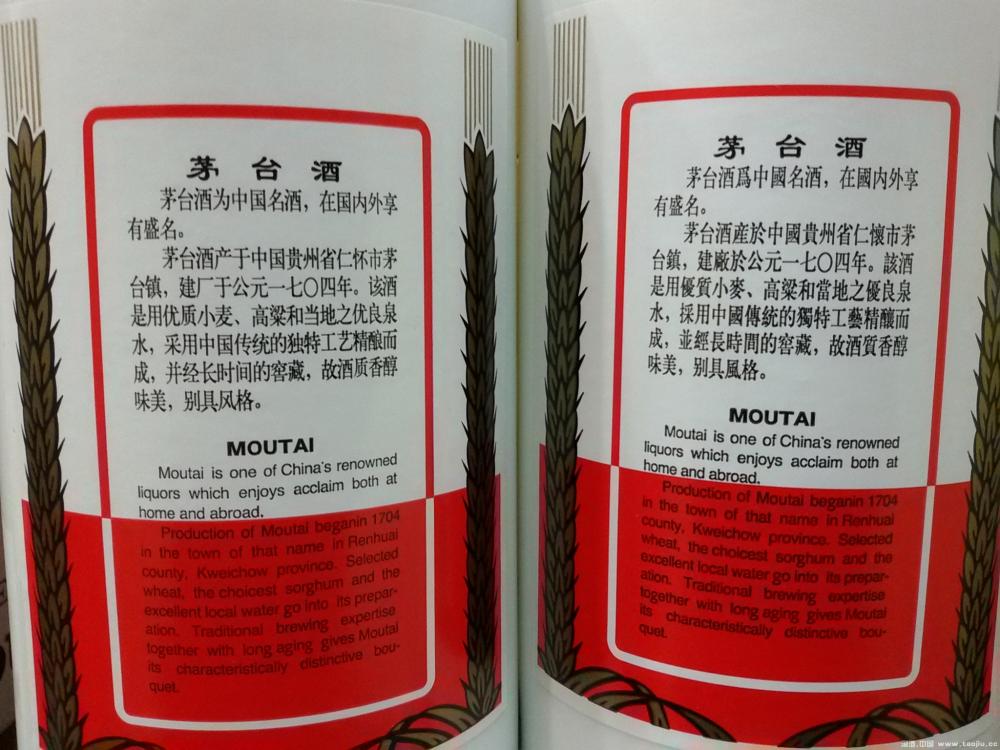 茅台酒
茅台酒为中国名酒，在国内外享
有盛名。
茅台酒产于中国贵州省仁怀市茅
台镇，建厂于公元一七〇四年。该酒
是用优质小麦、高粱和当地之优良泉
水，采用中国传统的独特工艺精酿而
成，并经长时间的窖藏，故酒质香醇
味美，别具风格。
MOUTAI
Moutai is one of China's renowned
liquors which enjoys acclaim both at
home and abroad.
Production of Moutai beganin 1704
in the town of that name in Renhuai
county, Kweichow province. Selected
wheat, the choicest sorghum and the
excellent local water go into its prepar-
ation. Traditional brewing expertise
together with long aging gives Moutai
its characteristically distinctive bou-
quet.
茅台酒
茅台酒爲中國名酒，在國内外享
有盛名。
茅台酒産於中國貴州省仁懷市茅
台鎮，建廠於公元一七〇四年。該酒
是用優質小麥、高粱和當地之優良泉
水，採用中國傳統的獨特工藝精釀而
成，並經長時間的窖藏，故酒質香醇
味美，别具風格。
MOUTAI
Moutai is one of China's renowned
liquors which enjoys acclaim both at
home and abroad.
Production of Moutai beganin 1704
in the town of that name in Renhuai
county, Kweichow province. Selected
wheat, the choicest sorghum and the
excellent local water go into its prepar-
ation. Traditional brewing expertise
together with long aging gives Moutai
its characteristically distinctive bou-
quet.
www.taojiu.cc